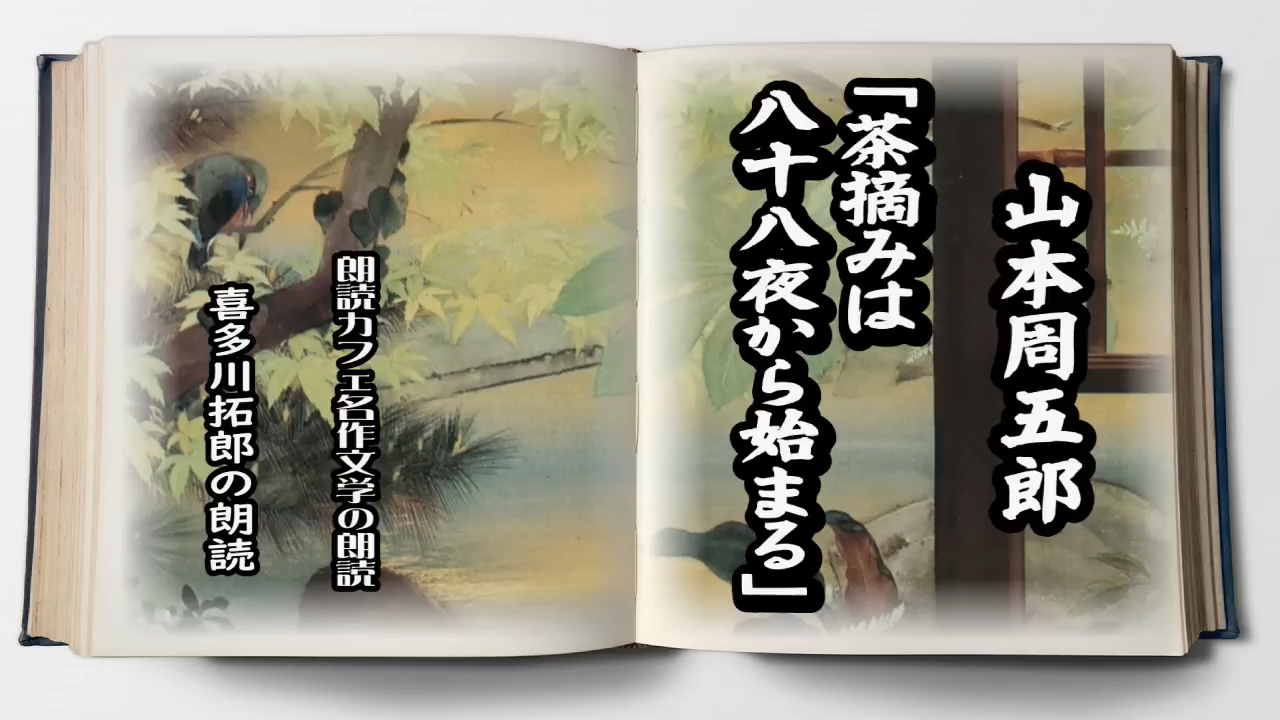 山本周五郎
「茶摘みは
八十八夜から始まる」
朗読カフェ名作文学の朗読
喜多川拓郎の朗読